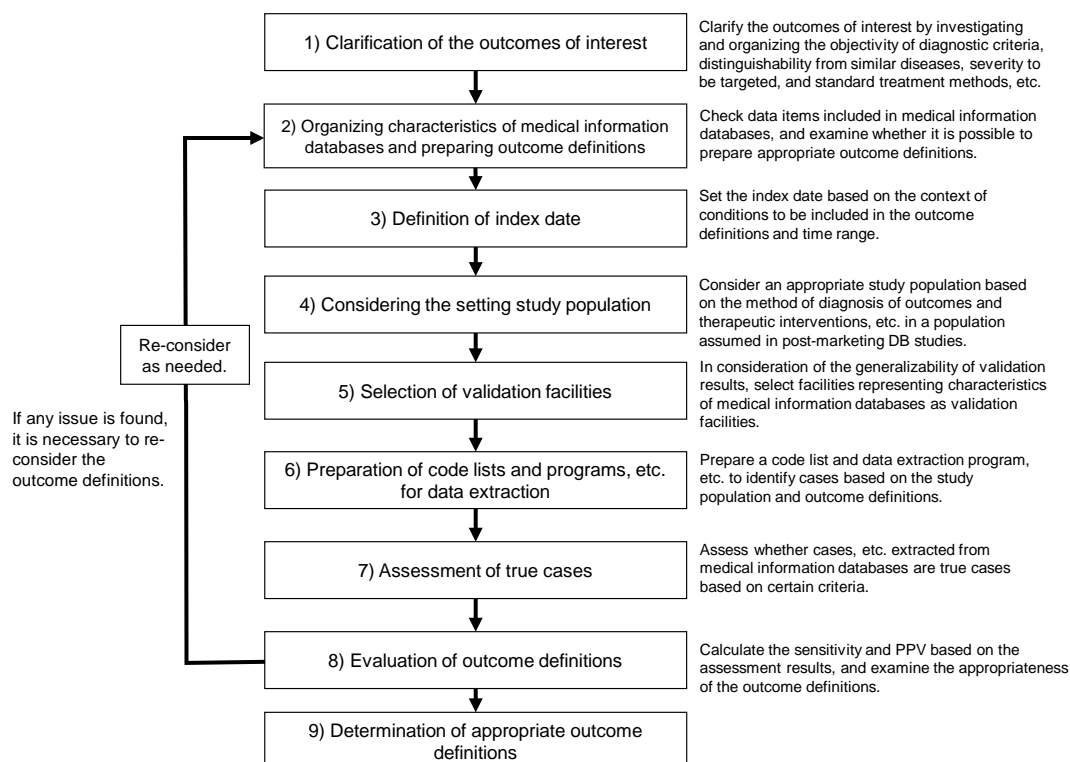 1) Clarification of the outcomes of interest
Clarify the outcomes of interest by investigating
and organizing the objectivity of diagnostic criteria,
distinguishability from similar diseases, severity to
be targeted, and standard treatment methods, etc.
2) Organizing characteristics of medical information
databases and preparing outcome definitions
Check data items included in medical information
databases, and examine whether it is possible to
prepare appropriate outcome definitions.
3) Definition of index date
Set the index date based on the context of
conditions to be included in the outcome
definitions and time range.
4) Considering the setting study population
Consider an appropriate study population based
on the method of diagnosis of outcomes and
therapeutic interventions, etc. in a population
assumed in post-marketing DB studies.
Re-consider
as needed.
5) Selection of validation facilities
In consideration of the generalizability of validation
results, select facilities representing characteristics
of medical information databases as validation
facilities.
If any issue is found,
it is necessary to re-
consider the
outcome definitions.
6) Preparation of code lists and programs, etc.
for data extraction
Prepare a code list and data extraction program,
etc. to identify cases based on the study
population and outcome definitions.
7) Assessment of true cases
Assess whether cases, etc. extracted from
medical information databases are true cases
based on certain criteria.
8) Evaluation of outcome definitions
Calculate the sensitivity and PPV based on the
assessment results, and examine the appropriateness
of the outcome definitions.
9) Determination of appropriate outcome
definitions